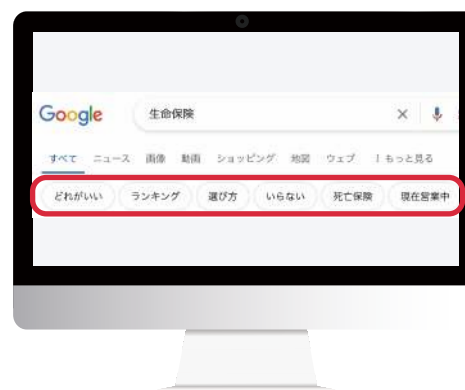 Google 生命保険
すべて ニュース 画像 動画 ショッピング 地図 ウェブ もっと見る
どれがいい ランキング 選び方 いらない 死亡保険 現在営業中